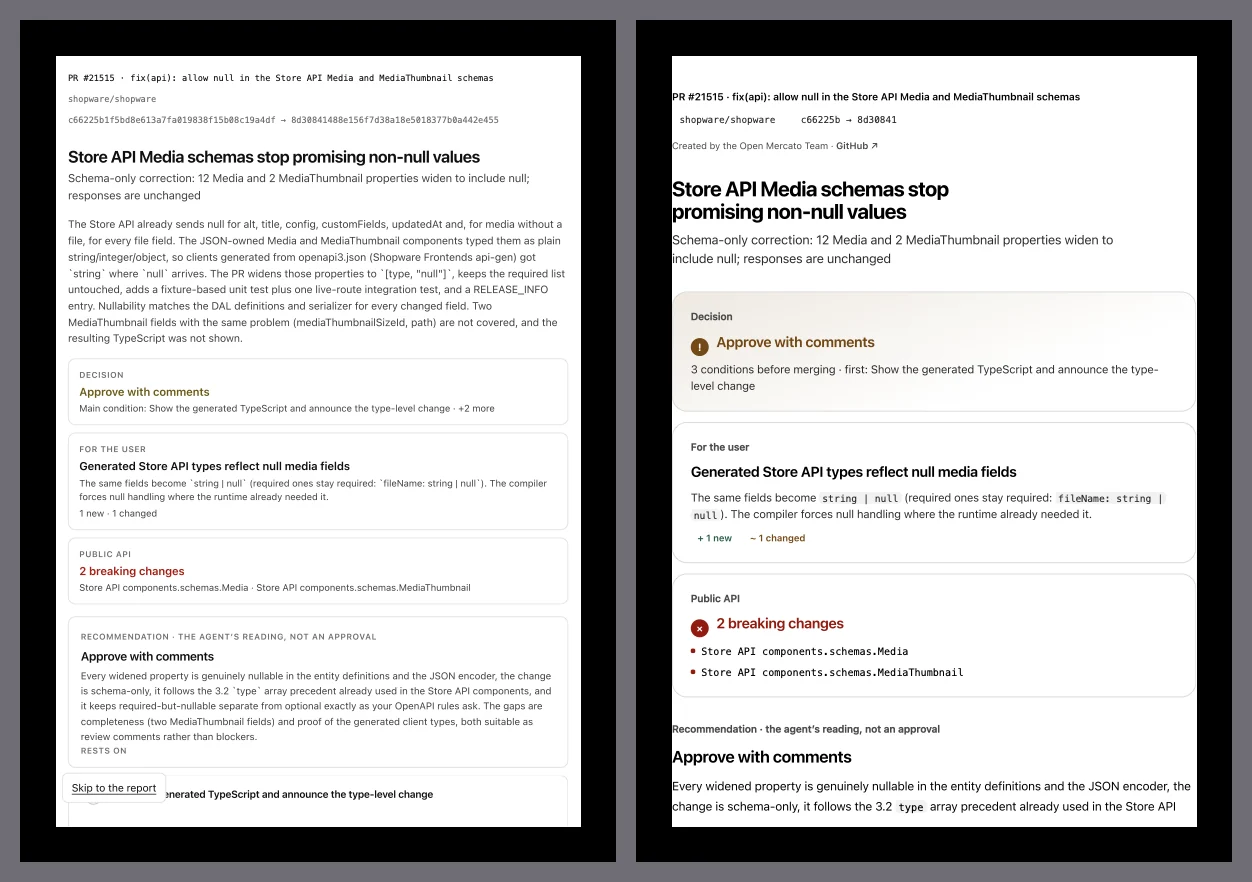 PR #21515 · fix(api): allow null in the Store API Media and MediaThumbnail schemas
shopware/shopware
c66225b1f5bd8e613a7fa019838f15b08c19a4df → 8d30841488e156f7d38a18e5018377b0a442e455
Store API Media schemas stop promising non-null values
Schema-only correction: 12 Media and 2 MediaThumbnail properties widen to include null;
responses are unchanged
The Store API already sends null for alt, title, config, customFields, updatedAt and, for media without a
file, for every file field. The JSON-owned Media and MediaThumbnail components typed them as plain
string/integer/object, so clients generated from openapi3.json (Shopware Frontends api-gen) got
`string` where `null` arrives. The PR widens those properties to `[type, "null"]`, keeps the required list
untouched, adds a fixture-based unit test plus one live-route integration test, and a RELEASE_INFO
entry. Nullability matches the DAL definitions and serializer for every changed field. Two
MediaThumbnail fields with the same problem (mediaThumbnailSizeId, path) are not covered, and the
resulting TypeScript was not shown.
DECISION
Approve with comments
Main condition: Show the generated TypeScript and announce the type-level change · +2 more
FOR THE USER
Generated Store API types reflect null media fields
The same fields become `string | null` (required ones stay required: `fileName: string | null`). The compiler
forces null handling where the runtime already needed it.
1 new · 1 changed
PUBLIC API
2 breaking changes
Store API components.schemas.Media · Store API components.schemas.MediaThumbnail
RECOMMENDATION · THE AGENT'S READING, NOT AN APPROVAL
Approve with comments
Every widened property is genuinely nullable in the entity definitions and the JSON encoder, the change
is schema-only, it follows the 3.2 `type` array precedent already used in the Store API components, and
it keeps required-but-nullable separate from optional exactly as your OpenAPI rules ask. The gaps are
completeness (two MediaThumbnail fields) and proof of the generated client types, both suitable as
review comments rather than blockers.
RESTS ON
Skip to the report
enerated TypeScript and announce the type-level change
PR #21515 · fix(api): allow null in the Store API Media and MediaThumbnail schemas
shopware/shopware c66225b → 8d30841
Created by the Open Mercato Team · GitHub ↗
Store API Media schemas stop
promising non-null values
Schema-only correction: 12 Media and 2 MediaThumbnail properties widen to
include null; responses are unchanged
Decision
! Approve with comments
3 conditions before merging · first: Show the generated TypeScript and announce the type-
level change
For the user
Generated Store API types reflect null media fields
The same fields become string | null (required ones stay required: fileName: string |
null). The compiler forces null handling where the runtime already needed it.
+ 1 new ~ 1 changed
Public API
× 2 breaking changes
• Store API components.schemas.Media
• Store API components.schemas.MediaThumbnail
Recommendation · the agent's reading, not an approval
Approve with comments
Every widened property is genuinely nullable in the entity definitions and the JSON encoder, the
change is schema-only, it follows the 3.2 type array precedent already used in the Store API